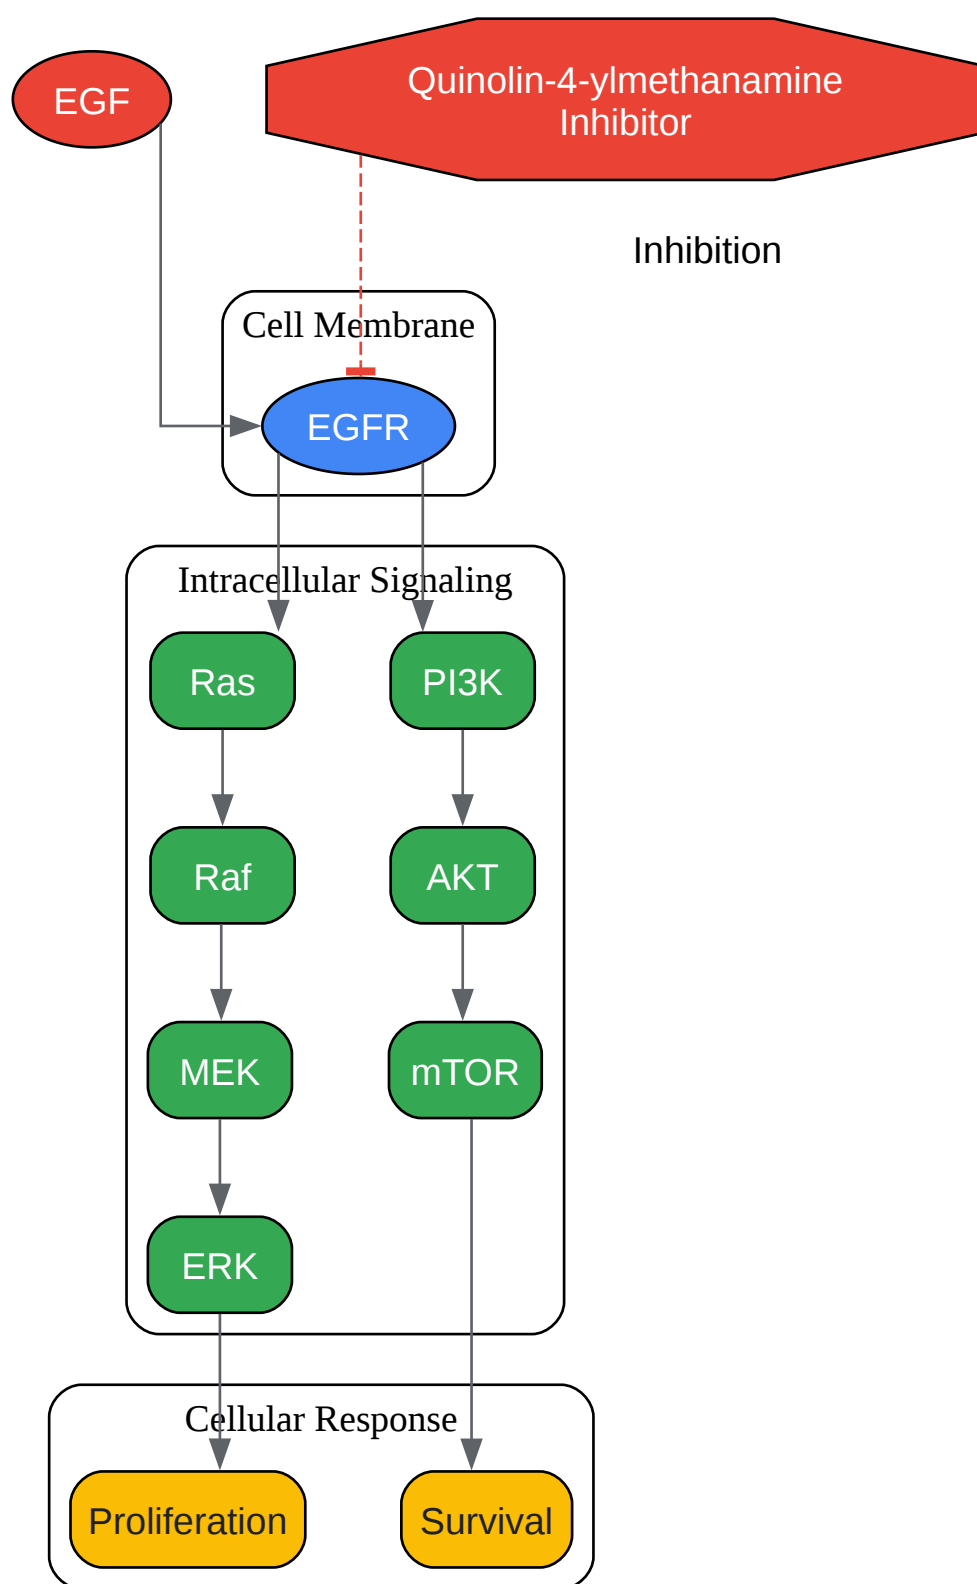 EGF
Quinolin-4-ylmethanamine
Inhibitor
Inhibition
Cell Membrane
EGFR
Intracellular Signaling
Ras
PI3K
Raf
AKT
MEK
mTOR
ERK
Cellular Response
Proliferation
Survival